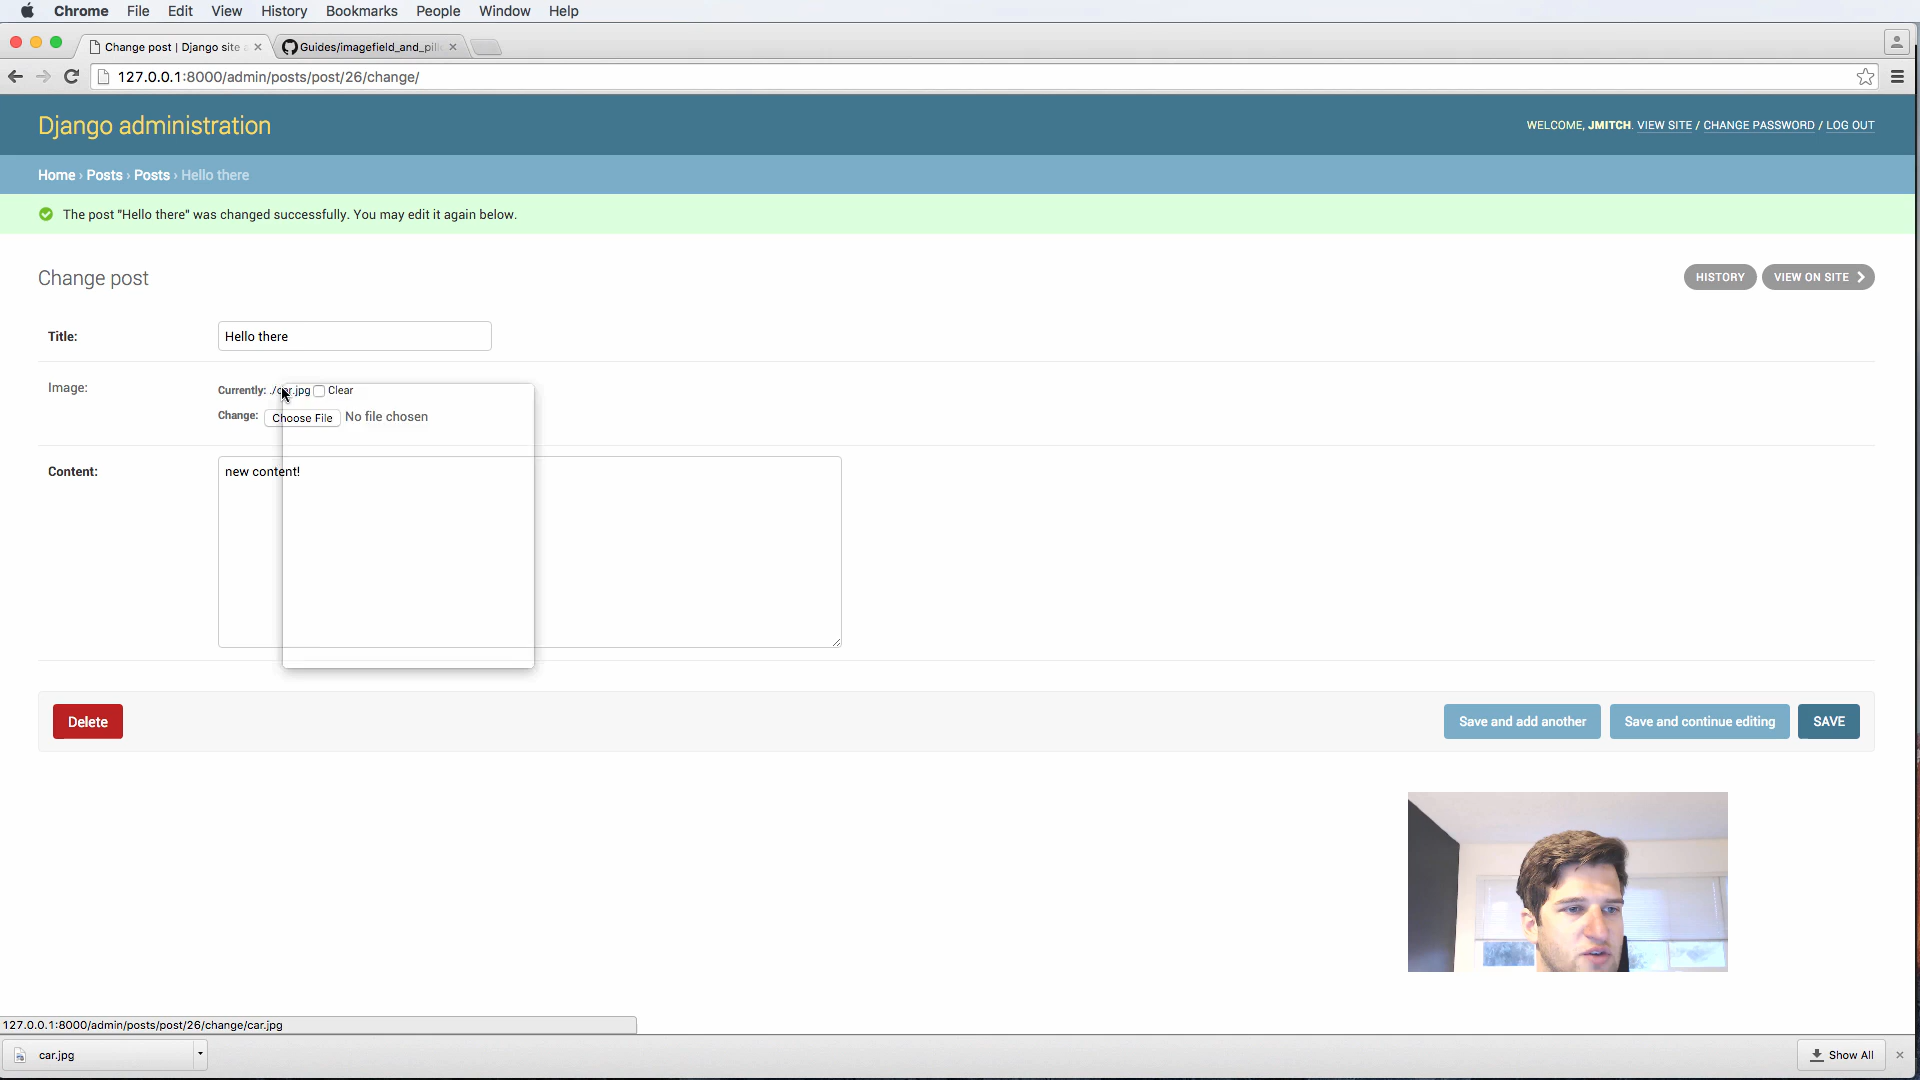 Chrome File Edit View History Bookmarks People Window Help
Change post | Django site a
Guides/imagefield_and_pill
127.0.0.1:8000/admin/posts/post/26/change/
Django administration
WELCOME, JMITCH. VIEW SITE / CHANGE PASSWORD / LOG OUT
Home › Posts › Posts › Hello there
The post "Hello there" was changed successfully. You may edit it again below.
Change post
HISTORY
VIEW ON SITE
Title:
Hello there
Image:
Currently: ./car.jpg Clear
Change: Choose File No file chosen
Content:
new content!
Delete
Save and add another
Save and continue editing
SAVE
127.0.0.1:8000/admin/posts/post/26/change/car.jpg
car.jpg
Show All